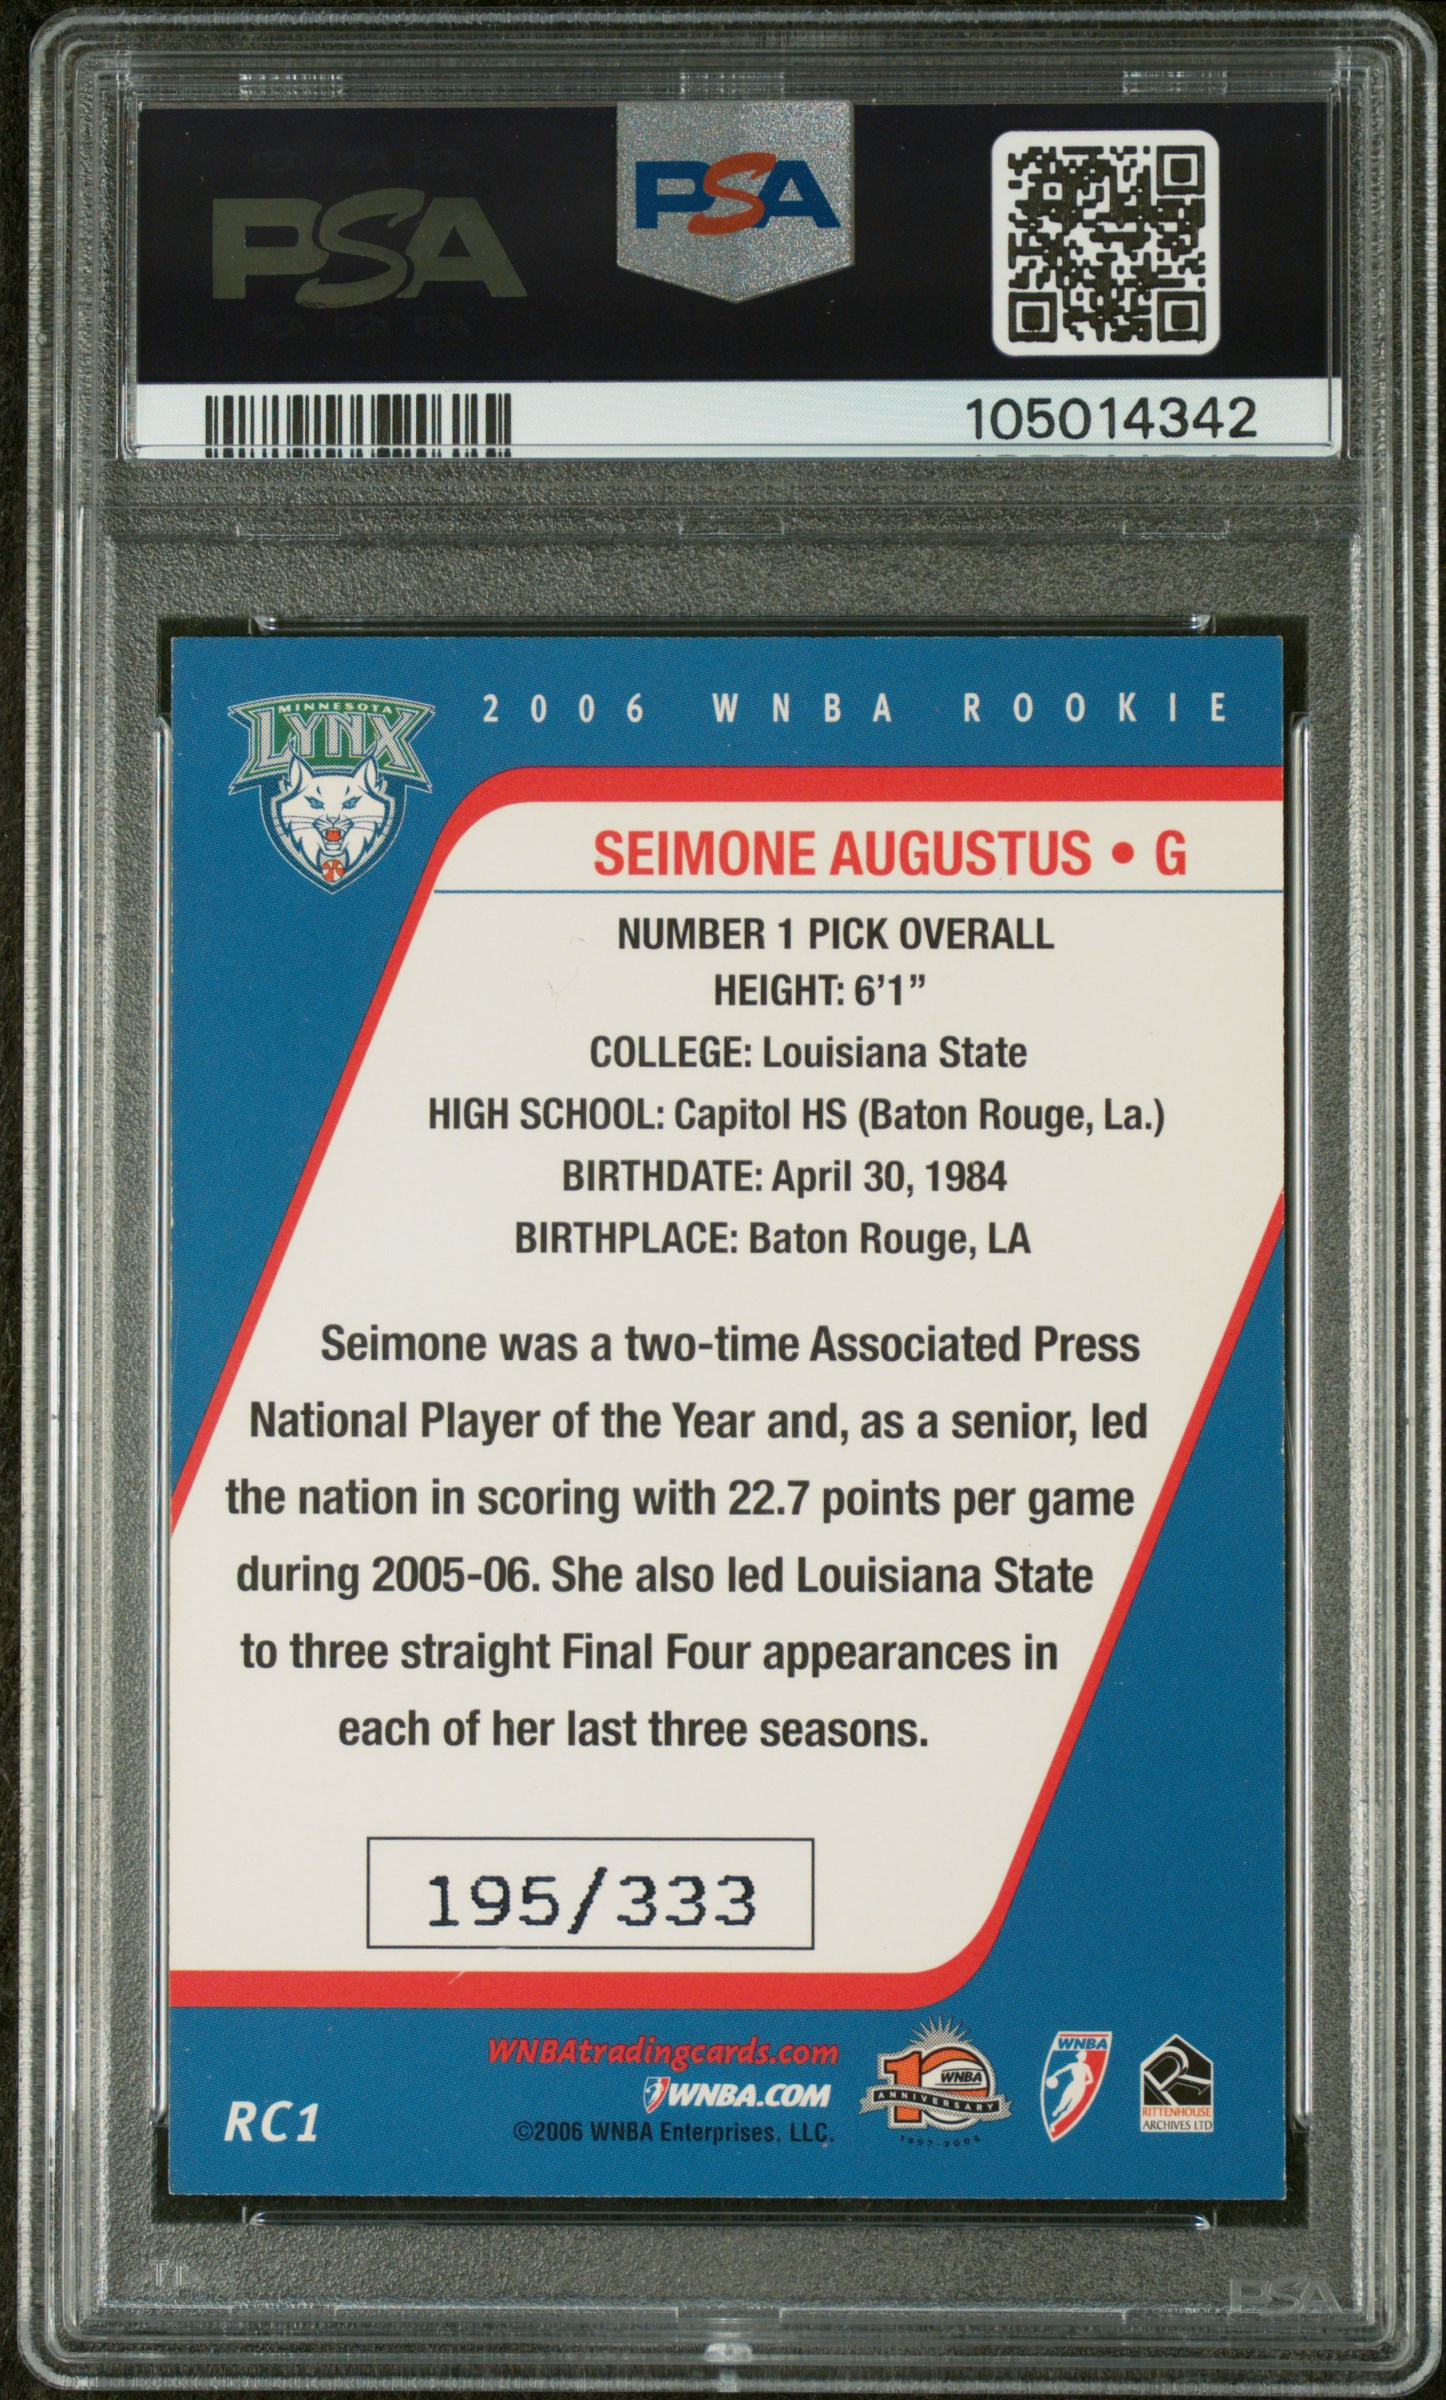 PSA
PSA
105014342
MINNESOTA
LYNX
2006 WNBA ROOKIE
SEIMONE AUGUSTUS • G
NUMBER 1 PICK OVERALL
HEIGHT: 6’1”
COLLEGE: Louisiana State
HIGH SCHOOL: Capitol HS (Baton Rouge, La.)
BIRTHDATE: April 30, 1984
BIRTHPLACE: Baton Rouge, LA
Seimone was a two-time Associated Press
National Player of the Year and, as a senior, led
the nation in scoring with 22.7 points per game
during 2005-06. She also led Louisiana State
to three straight Final Four appearances in
each of her last three seasons.
195/333
WNBAtradingcards.com
WNBA.COM
©2006 WNBA Enterprises, LLC.
RC1
10
WNBA
ANNIVERSARY
1997-2006
WNBA
RITTENHOUSE
ARCHIVES LTD
PSA